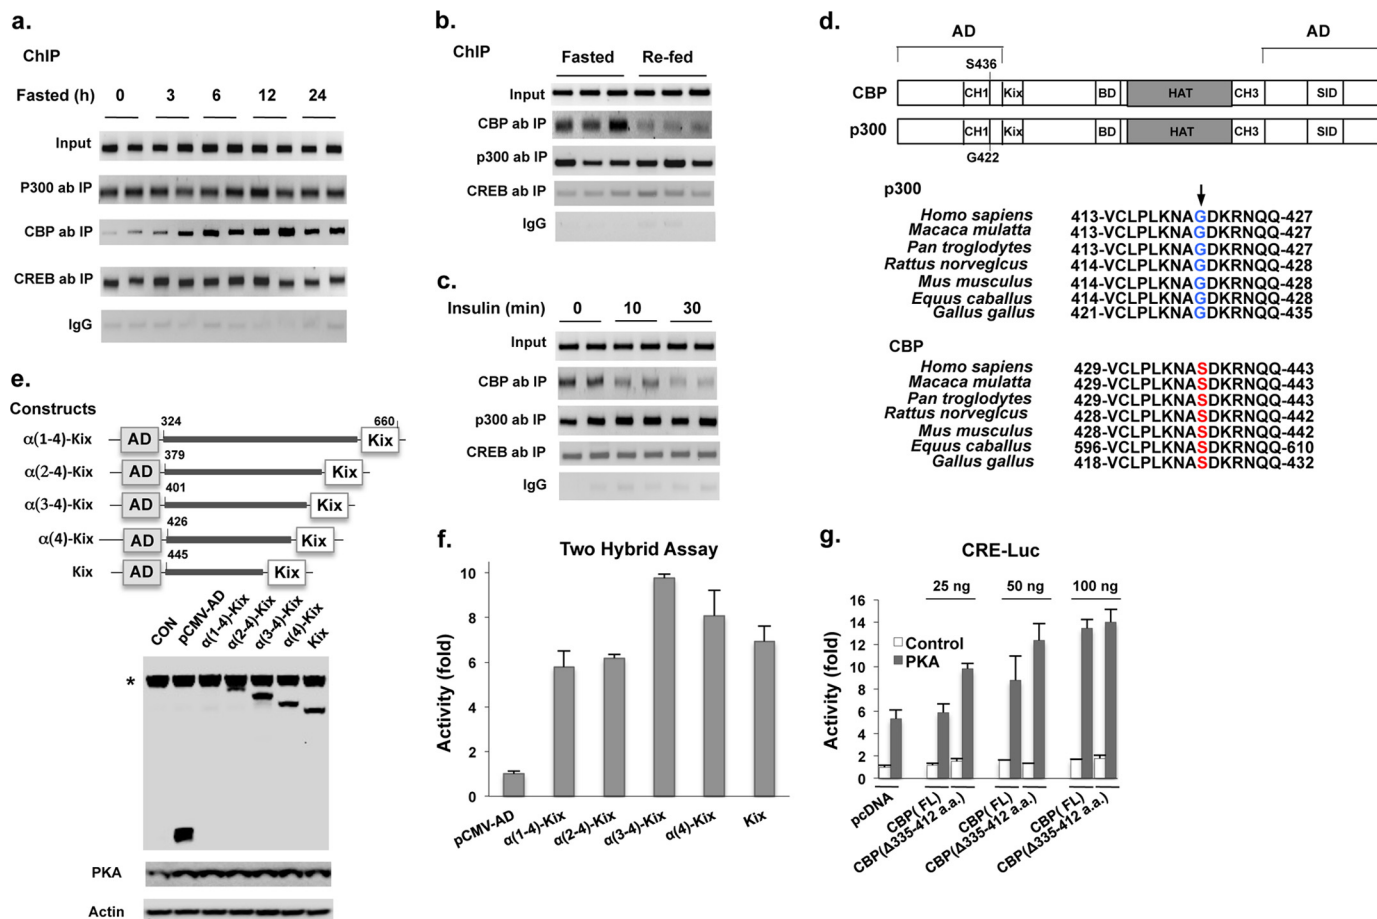 a.
ChIP
Fasted (h) 0 3 6 12 24
Input
P300 ab IP
CBP ab IP
CREB ab IP
IgG
b.
ChIP
Fasted Re-fed
Input
CBP ab IP
p300 ab IP
CREB ab IP
IgG
c.
Insulin (min) 0 10 30
Input
CBP ab IP
p300 ab IP
CREB ab IP
IgG
d.
AD AD
S436
CBP CH1 Kix BD HAT CH3 SID
p300 CH1 Kix BD HAT CH3 SID
G422
p300
Homo sapiens 413-VCLPLKNAGDKRNQQ-427
Macaca mulatta 413-VCLPLKNAGDKRNQQ-427
Pan troglodytes 413-VCLPLKNAGDKRNQQ-427
Rattus norveglcus 414-VCLPLKNAGDKRNQQ-428
Mus musculus 414-VCLPLKNAGDKRNQQ-428
Equus caballus 414-VCLPLKNAGDKRNQQ-428
Gallus gallus 421-VCLPLKNAGDKRNQQ-435
CBP
Homo sapiens 429-VCLPLKNASDKRNQQ-443
Macaca mulatta 429-VCLPLKNASDKRNQQ-443
Pan troglodytes 429-VCLPLKNASDKRNQQ-443
Rattus norveglcus 428-VCLPLKNASDKRNQQ-442
Mus musculus 428-VCLPLKNASDKRNQQ-442
Equus caballus 596-VCLPLKNASDKRNQQ-610
Gallus gallus 418-VCLPLKNASDKRNQQ-432
e.
Constructs
324 660
α(1-4)-Kix AD Kix
379
α(2-4)-Kix AD Kix
401
α(3-4)-Kix AD Kix
426
α(4)-Kix AD Kix
445
Kix AD Kix
CON pCMV-AD α(1-4)-Kix α(2-4)-Kix α(3-4)-Kix α(4)-Kix Kix
*
PKA
Actin
f.
Two Hybrid Assay
Activity (fold)
10
8
6
4
2
0
pCMV-AD α(1-4)-Kix α(2-4)-Kix α(3-4)-Kix α(4)-Kix Kix
g.
CRE-Luc
25 ng 50 ng 100 ng
Control
PKA
Activity (fold)
16
14
12
10
8
6
4
2
0
pcDNA CBP( FL) CBP(Δ335-412 a.a.) CBP( FL) CBP(Δ335-412 a.a.) CBP( FL) CBP(Δ335-412 a.a.)